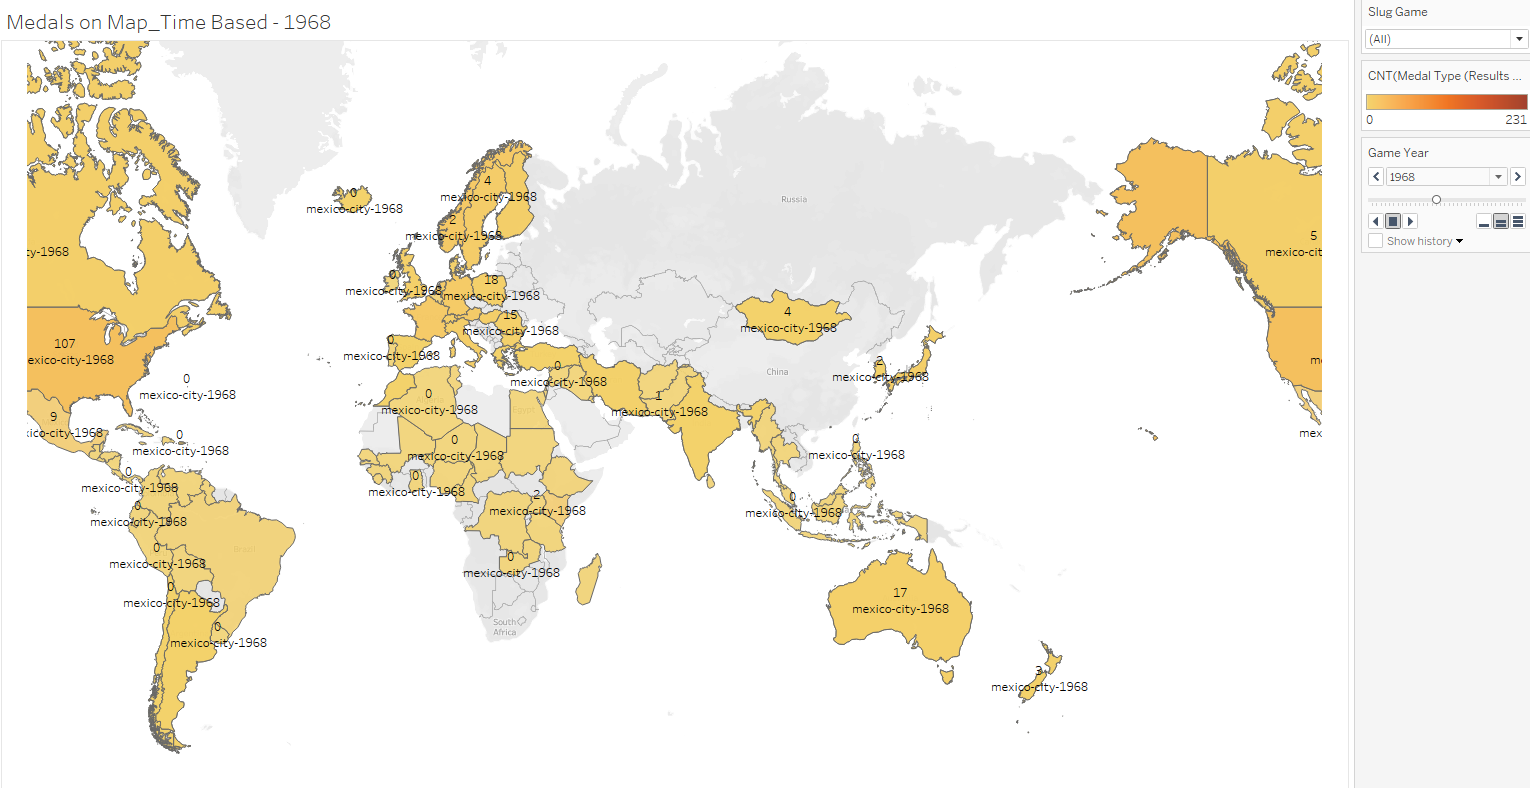 Medals on Map_Time Based - 1968
Slug Game
(All)
CNT(Medal Type (Results ...
0
231
Game Year
1968
Show history
Russia
4
mexico-city-1968
0
mexico-city-1968
2
mexico-city-1968
5
mexico-cit
ty-1968
0
mexico-city-1968
18
mexico-city-1968
15
mexico-city-1968
4
mexico-city-1968
107
exico-city-1968
0
mexico-city-1968
m
China
2
mexico-city-1968
0
mexico-city-1968
0
mexico-city-1968
0
mexico-city-1968
1
mexico-city-1968
Egypt
9
ico-city-1968
mex
0
mexico-city-1968
0
mexico-city-1968
0
mexico-city-1968
0
mexico-city-1968
0
mexico-city-1968
2
mexico-city-1968
0
mexico-city-1968
0
mexico-city-1968
Brazil
0
mexico-city-1968
0
mexico-city-1968
0
mexico-city-1968
17
mexico-city-1968
South
Africa
0
mexico-city-1968
3
mexico-city-1968